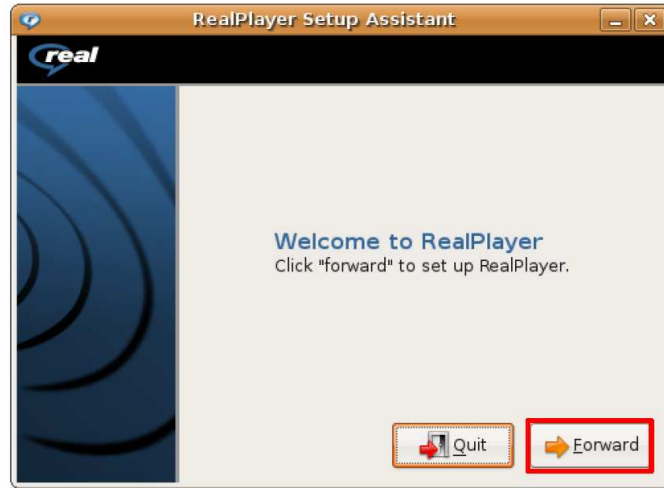 RealPlayer Setup Assistant
real
Welcome to RealPlayer
Click "forward" to set up RealPlayer.
Quit
Forward